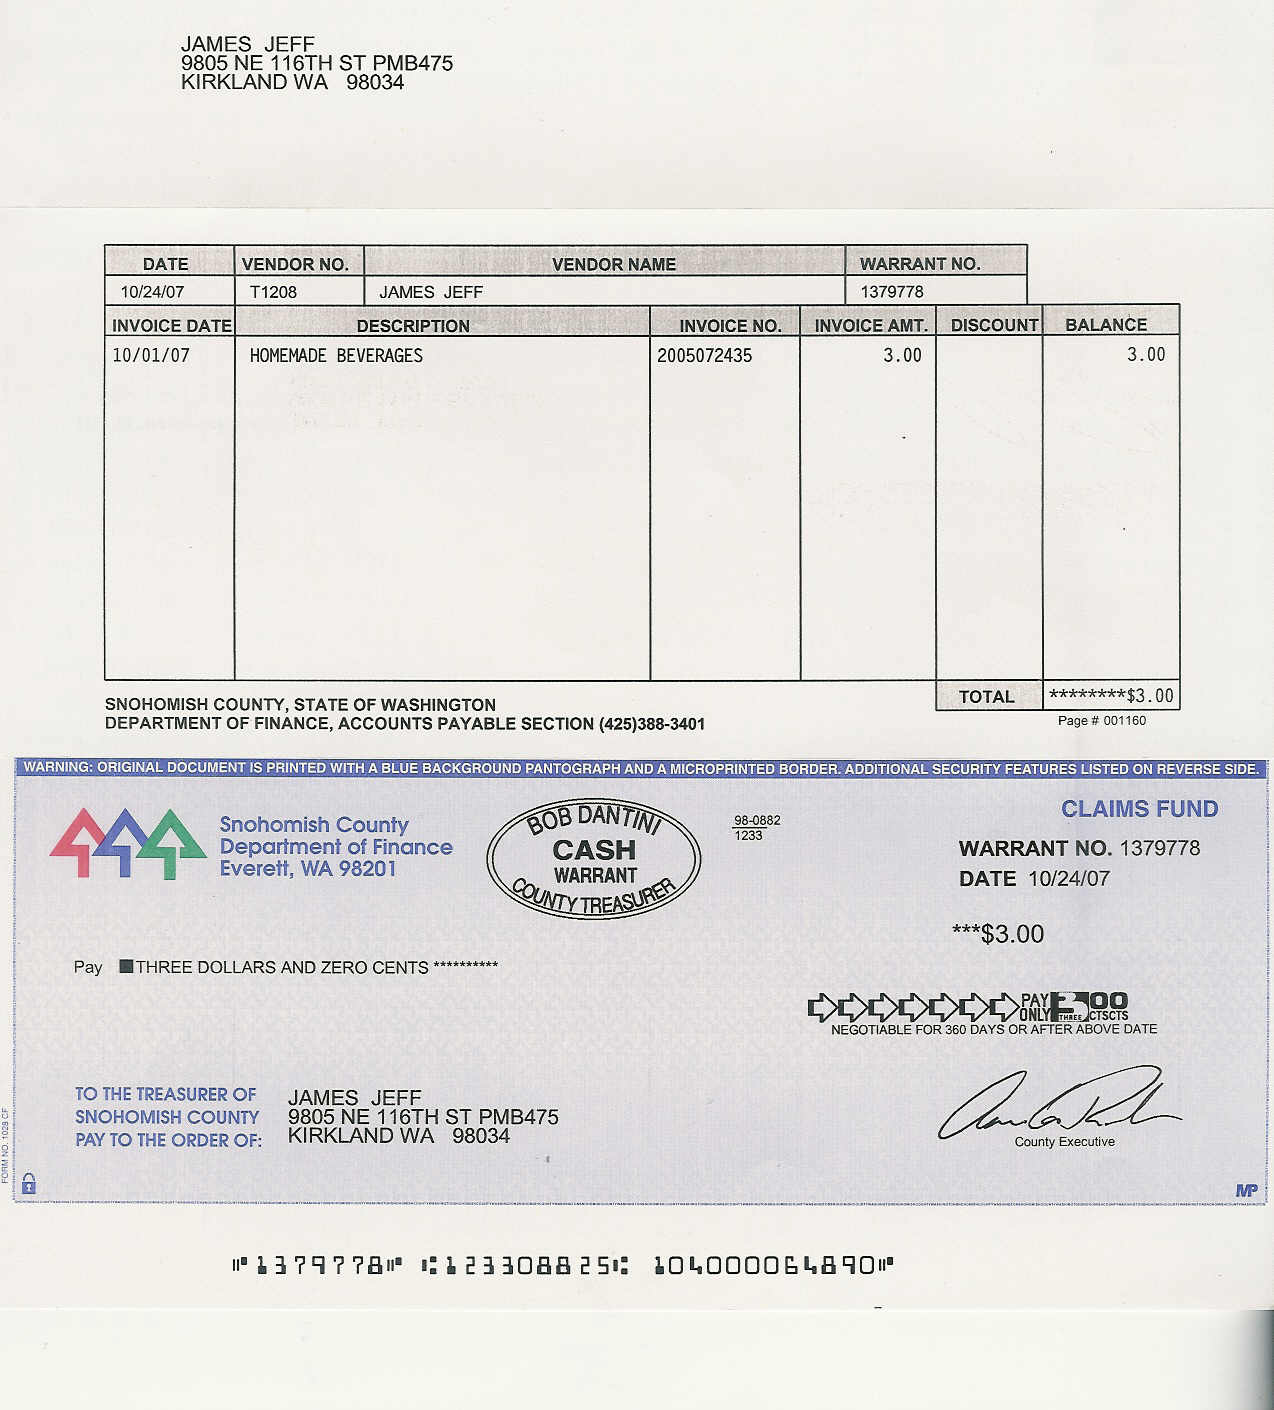 JAMES JEFF
9805 NE 116TH ST PMB475
KIRKLAND WA 98034
DATE VENDOR NO. VENDOR NAME WARRANT NO.
10/24/07 T1208 JAMES JEFF 1379778
INVOICE DATE DESCRIPTION INVOICE NO. INVOICE AMT. DISCOUNT BALANCE
10/01/07 HOMEMADE BEVERAGES 2005072435 3.00 3.00
TOTAL ********$3.00
SNOHOMISH COUNTY, STATE OF WASHINGTON
DEPARTMENT OF FINANCE, ACCOUNTS PAYABLE SECTION (425)388-3401
Page # 001160
WARNING: ORIGINAL DOCUMENT IS PRINTED WITH A BLUE BACKGROUND PANTOGRAPH AND A MICROPRINTED BORDER. ADDITIONAL SECURITY FEATURES LISTED ON REVERSE SIDE.
Snohomish County
Department of Finance
Everett, WA 98201
BOB DANTINI
CASH
WARRANT
COUNTY TREASURER
98-0882
1233
CLAIMS FUND
WARRANT NO. 1379778
DATE 10/24/07
***$3.00
Pay THREE DOLLARS AND ZERO CENTS **********
PAY ONLY 3 00
THREE CTSCTS
NEGOTIABLE FOR 360 DAYS OR AFTER ABOVE DATE
TO THE TREASURER OF
SNOHOMISH COUNTY
PAY TO THE ORDER OF:
JAMES JEFF
9805 NE 116TH ST PMB475
KIRKLAND WA 98034
County Executive
FORM NO. 1028 CF
MP
⑈1379778⑈ ⑆123308825⑆ 104000064890⑈